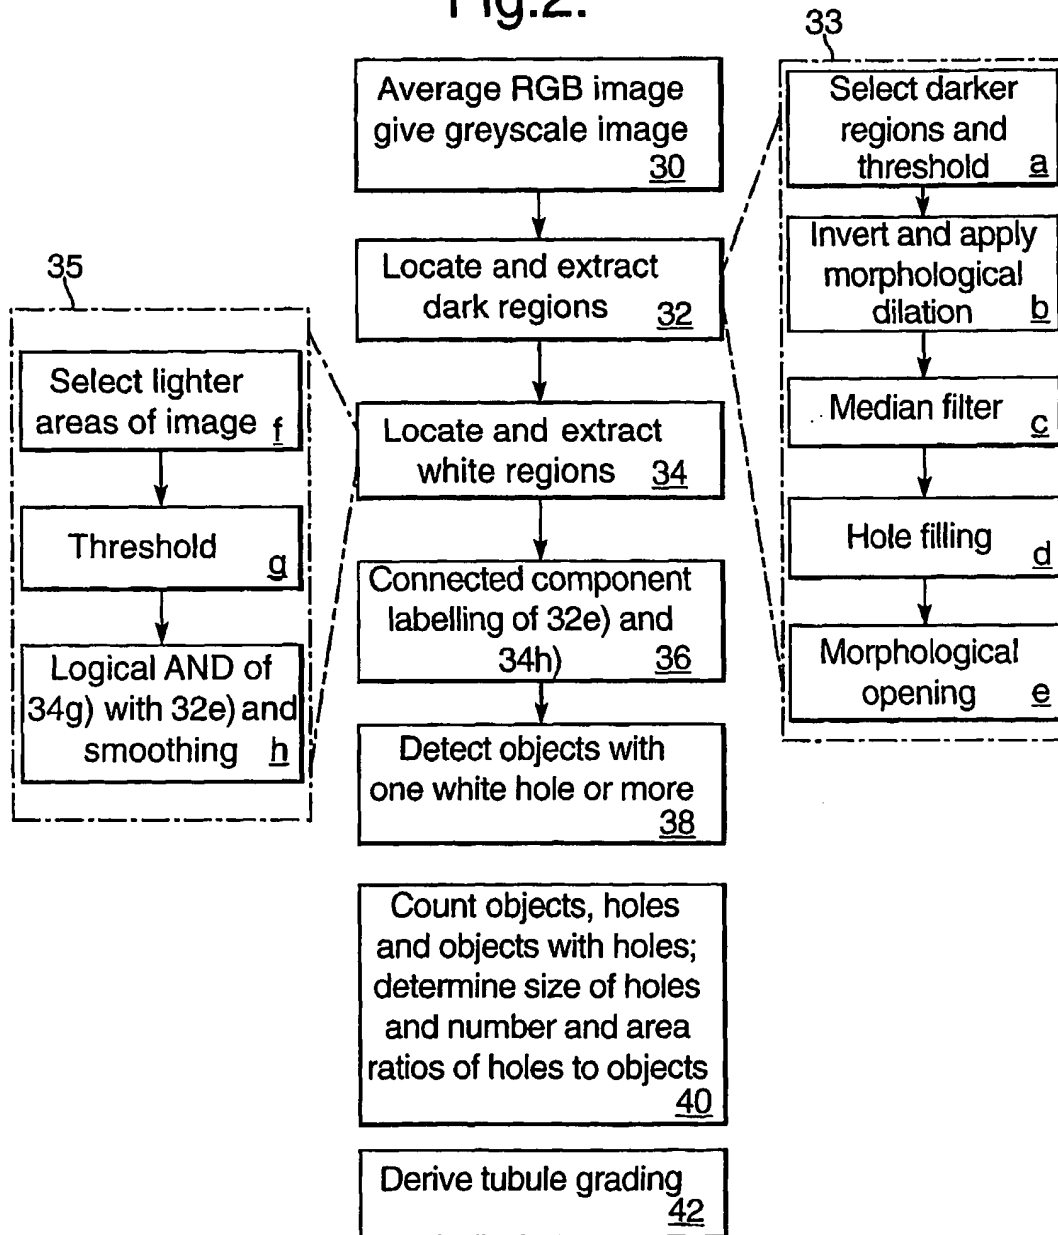 Fig.2.
33
Average RGB image
give greyscale image
30
Select darker
regions and
threshold a
Locate and extract
dark regions 32
Invert and apply
morphological
dilation b
35
Select lighter
areas of image f
Locate and extract
white regions 34
Median filter c
Threshold g
Hole filling d
Connected component
labelling of 32e) and
34h) 36
Logical AND of
34g) with 32e) and
smoothing h
Morphological
opening e
Detect objects with
one white hole or more
38
Count objects, holes
and objects with holes;
determine size of holes
and number and area
ratios of holes to objects
40
Derive tubule grading
42